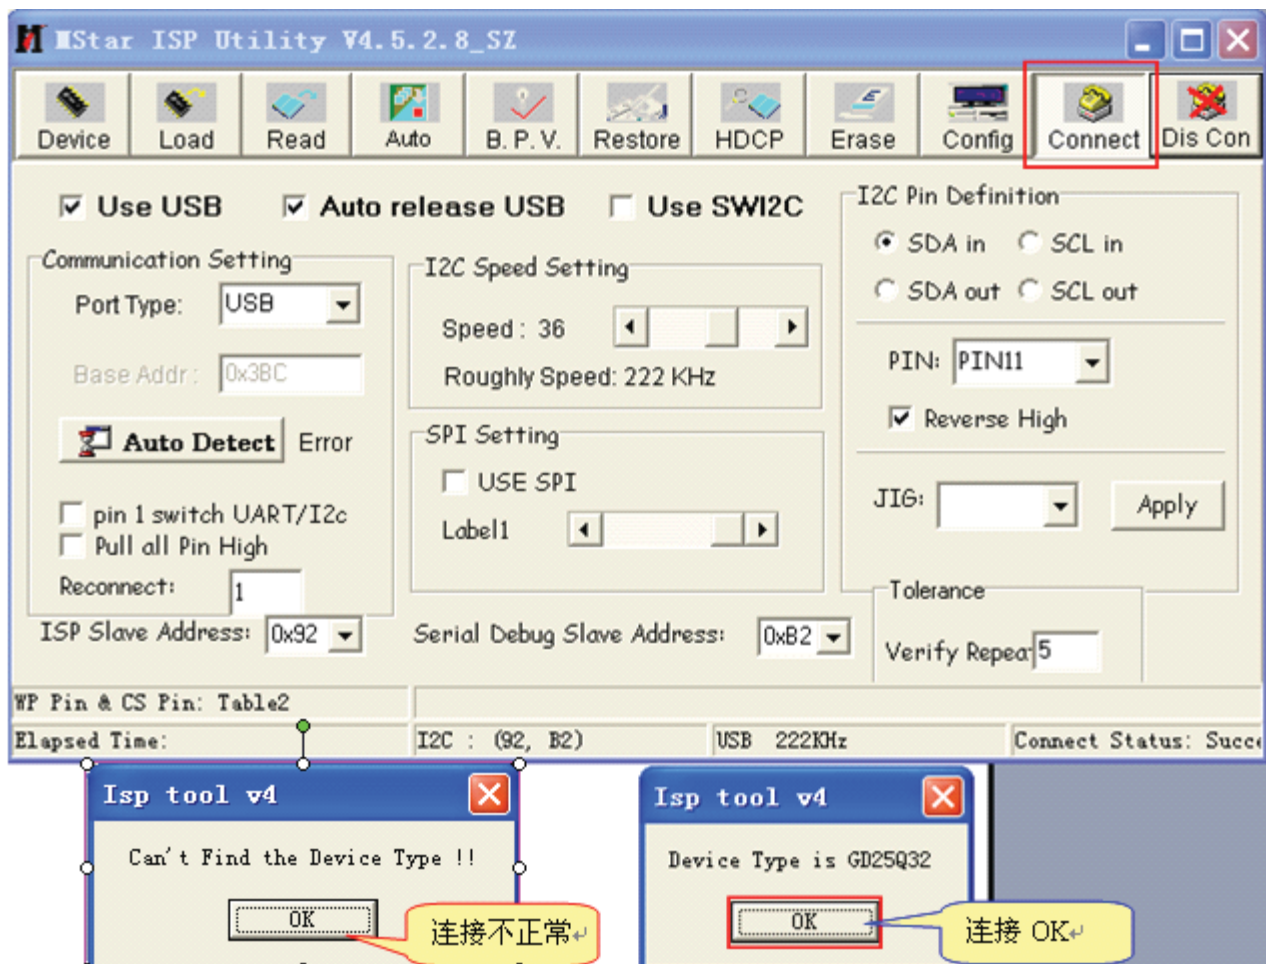 MStar ISP Utility V4.5.2.8_SZ
Device Load Read Auto B.P.V. Restore HDCP Erase Config Connect Dis Con
Use USB Auto release USB Use SWI2C
I2C Pin Definition
SDA in SCL in
SDA out SCL out
Communication Setting
Port Type: USB
Base Addr: 0x3BC
Auto Detect Error
pin 1 switch UART/I2c
Pull all Pin High
Reconnect: 1
I2C Speed Setting
Speed : 36
Roughly Speed: 222 KHz
SPI Setting
USE SPI
Label1
PIN: PIN11
Reverse High
JIG: Apply
ISP Slave Address: 0x92
Serial Debug Slave Address: 0xB2
Tolerance
Verify Repea 5
WP Pin & CS Pin: Table2
Elapsed Time: I2C : (92, B2) USB 222KHz Connect Status: Succe
Isp tool v4
Can't Find the Device Type !!
OK
连接不正常↵
Isp tool v4
Device Type is GD25Q32
OK
连接 OK↵